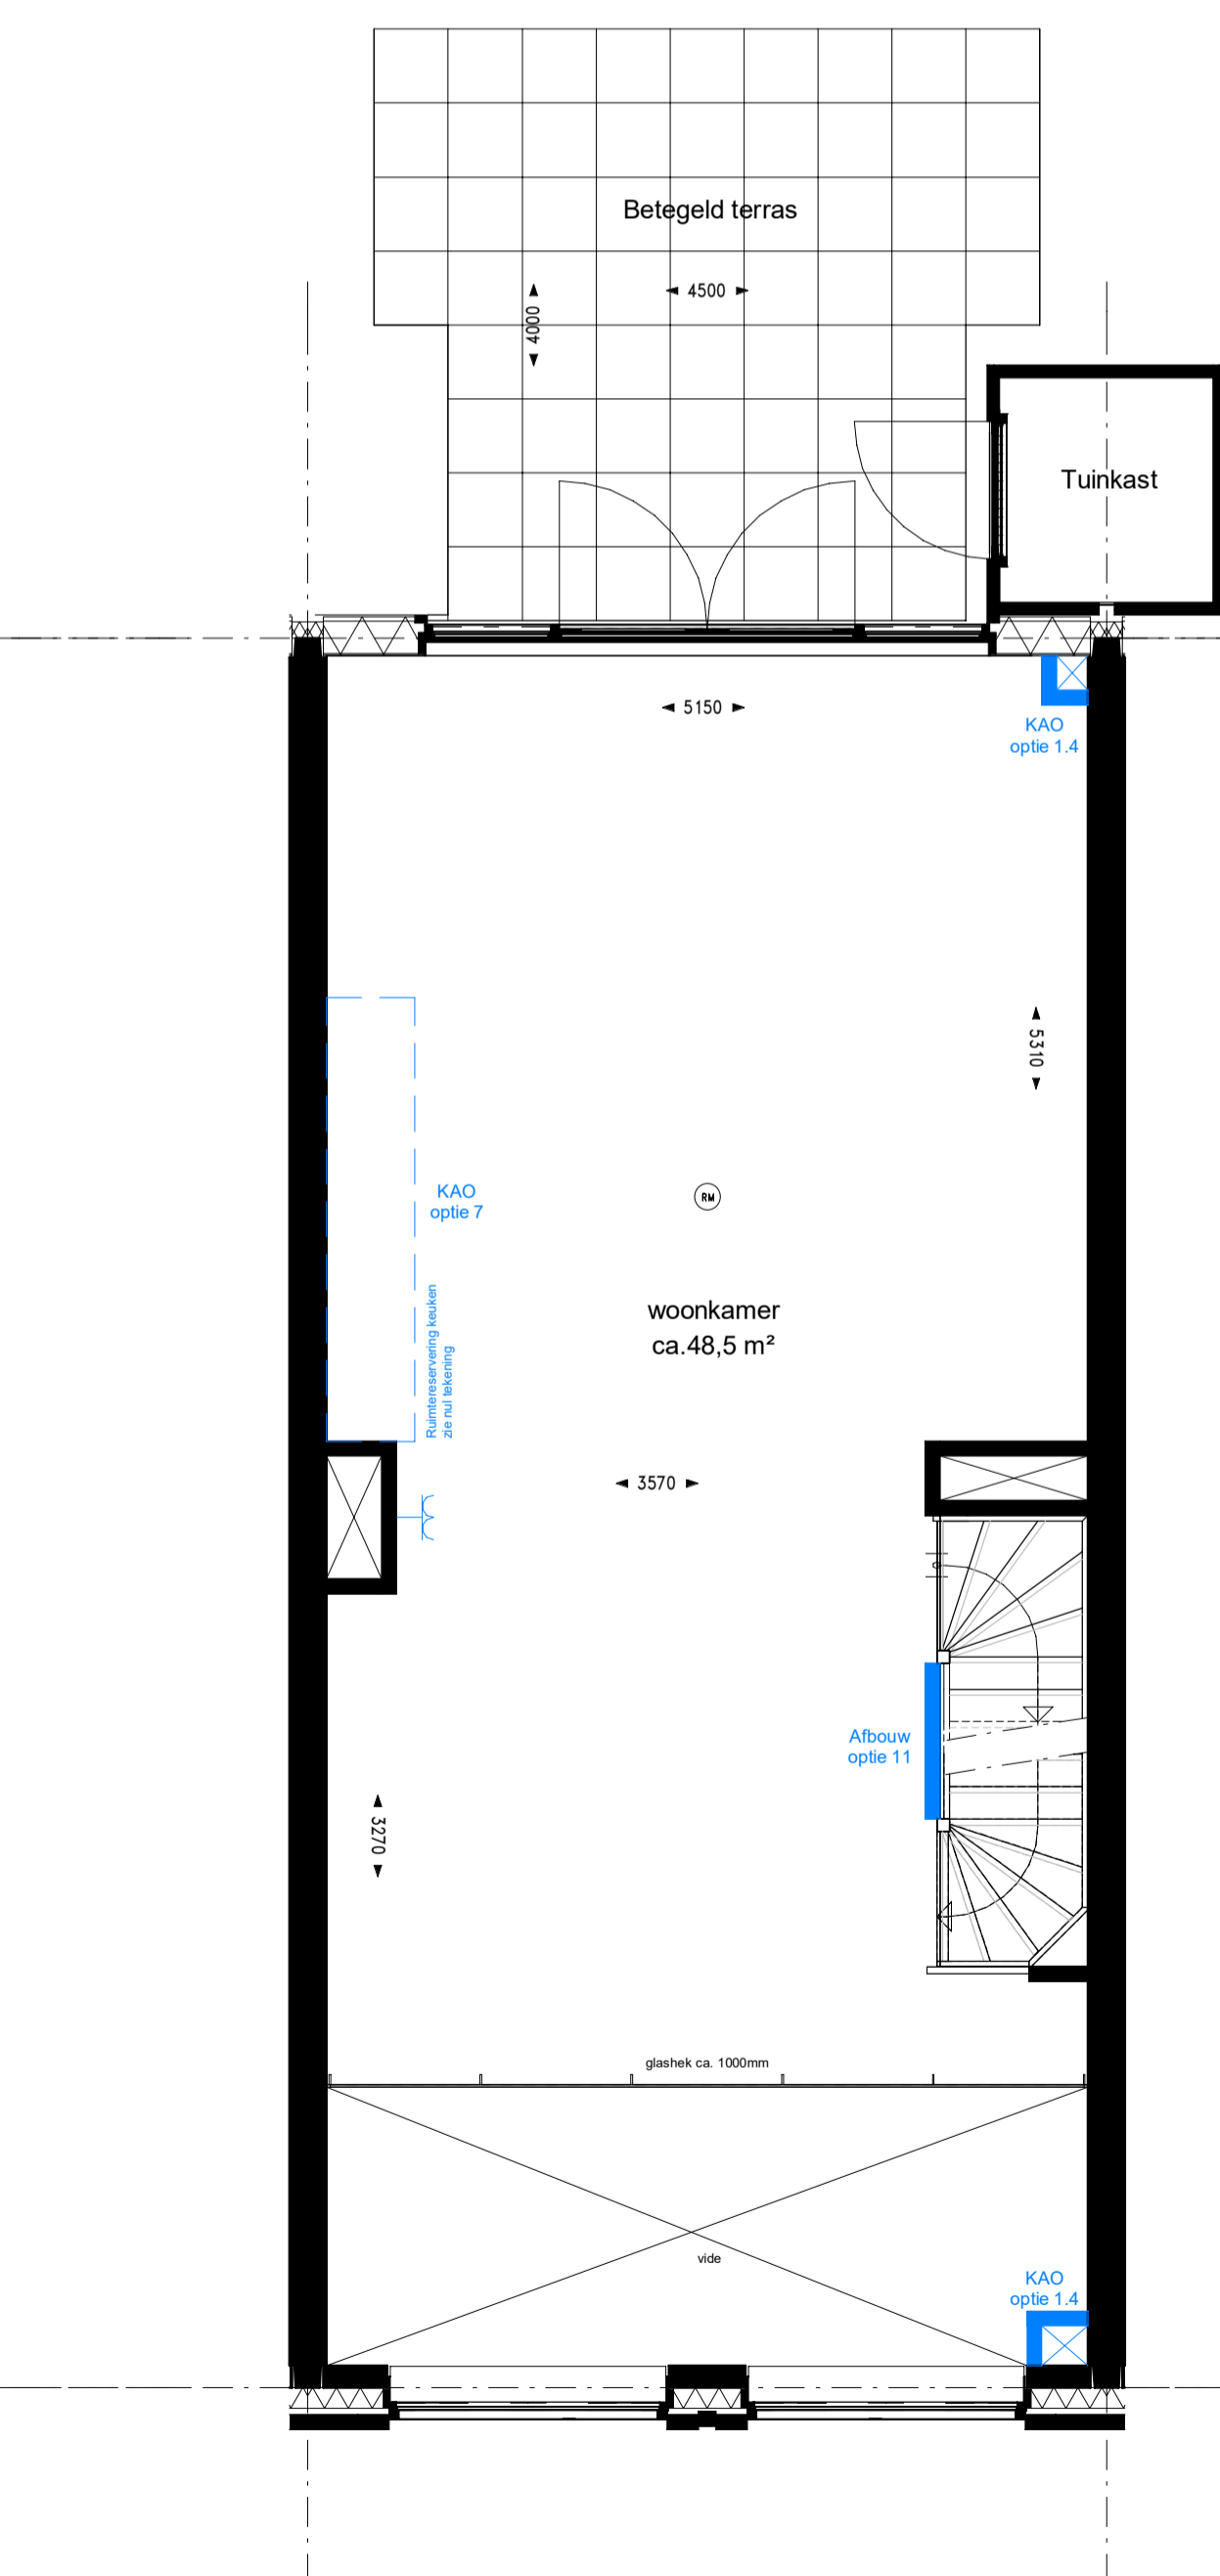 Betegeld terras
4500
4000
Tuinkast
5150
KAO
optie 1.4
5310
KAO
optie 7
RM
Ruimtereservering keuken
zie nul tekening
woonkamer
ca.48,5 m²
3570
Afbouw
optie 11
3270
glashek ca. 1000mm
vide
KAO
optie 1.4